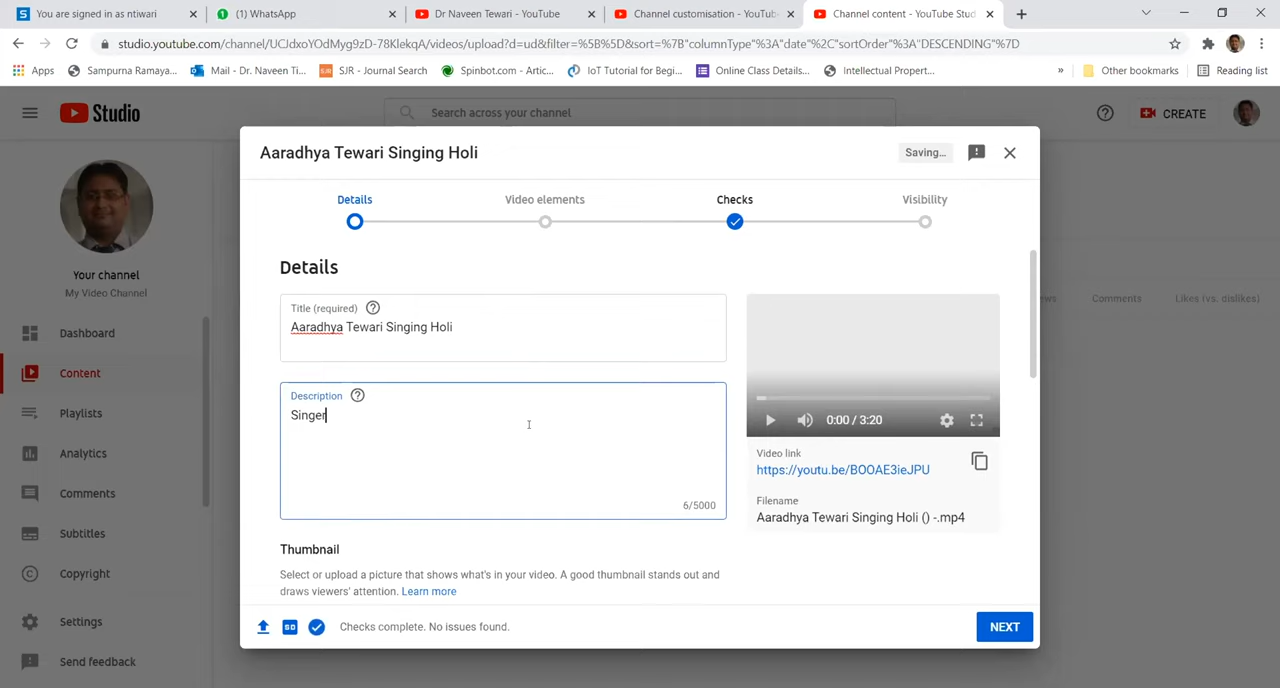 You are signed in as ntiwari
(1) WhatsApp
Dr Naveen Tewari - YouTube
Channel customisation - YouTub
Channel content - YouTube Stud
studio.youtube.com/channel/UCJdxoYOdMyg9zD-78KlekqA/videos/upload?d=ud&filter=%5B%5D&sort=%7B"columnType"%3A"date"%2C"sortOrder"%3A"DESCENDING"%7D
Apps
Sampurna Ramaya...
Mail - Dr. Naveen Ti...
SJR - Journal Search
Spinbot.com - Artic...
IoT Tutorial for Begi...
Online Class Details...
Intellectual Propert...
»
Other bookmarks
Reading list
Studio
Search across your channel
CREATE
Aaradhya Tewari Singing Holi
Saving...
Details
Video elements
Checks
Visibility
Your channel
My Video Channel
Dashboard
Content
Playlists
Analytics
Comments
Subtitles
Copyright
Settings
Send feedback
Details
Title (required)
Aaradhya Tewari Singing Holi
Description
Singer
6/5000
0:00 / 3:20
Video link
https://youtu.be/BOOAE3ieJPU
Filename
Aaradhya Tewari Singing Holi () -.mp4
Thumbnail
Select or upload a picture that shows what's in your video. A good thumbnail stands out and
draws viewers' attention. Learn more
Checks complete. No issues found.
NEXT
Comments
Likes (vs. dislikes)